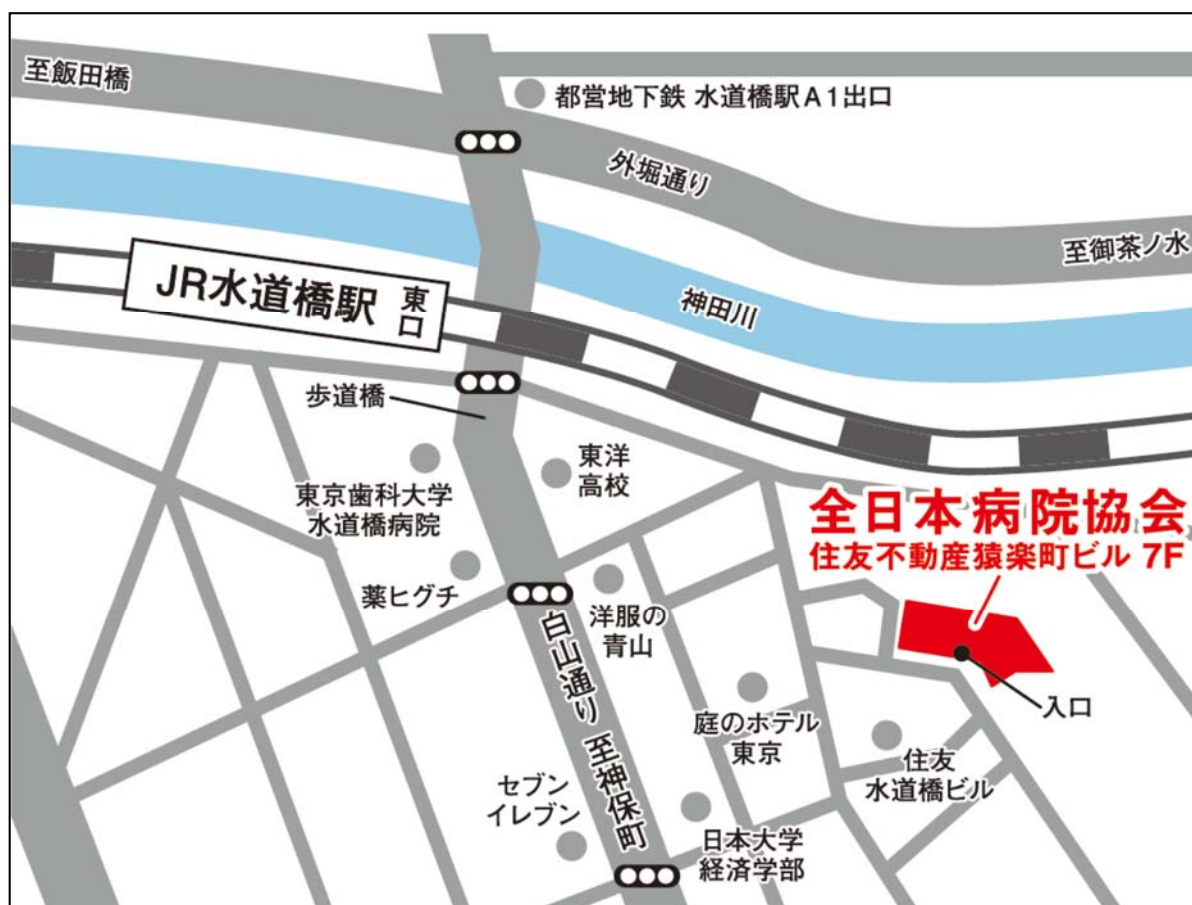 至飯田橋
都営地下鉄 水道橋駅A1出口
外堀通り
至御茶ノ水
JR水道橋駅
東口
神田川
歩道橋
東洋
高校
東京歯科大学
水道橋病院
全日本病院協会
住友不動産猿楽町ビル 7F
薬ヒグチ
洋服の
青山
白山通り 至神保町
入口
庭のホテル
東京
住友
水道橋ビル
セブン
イレブン
日本大学
経済学部